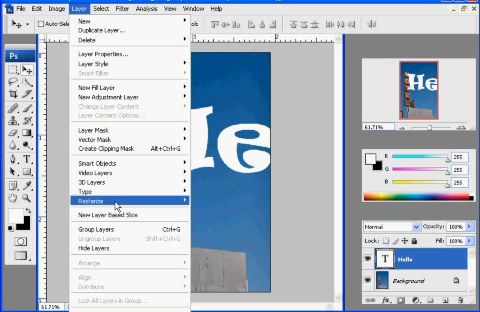 File Edit Image Layer Select Filter Analysis View Window Help
Auto-Selec
New
Duplicate Layer...
Delete
Layer Properties...
Layer Style
Smart Filter
New Fill Layer
New Adjustment Layer
Change Layer Content
Layer Content Options...
Layer Mask
Vector Mask
Create Clipping Mask Alt+Ctrl+G
Smart Objects
Video Layers
3D Layers
Type
Rasterize
New Layer Based Slice
Group Layers Ctrl+G
Ungroup Layers Shift+Ctrl+G
Hide Layers
Arrange
Align
Distribute
Lock All Layers in Group...
Ps
1
2
He
61.71%
He
61.71%
R 255
G 255
B 255
Normal Opacity: 100%
Lock: Fill: 100%
T Hello
Background